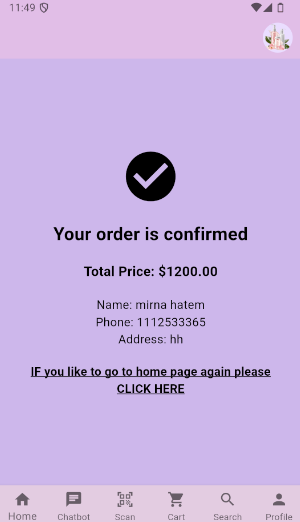 11:49
Your order is confirmed
Total Price: $1200.00
Name: mirna hatem
Phone: 1112533365
Address: hh
IF you like to go to home page again please
CLICK HERE
Home Chatbot Scan Cart Search Profile